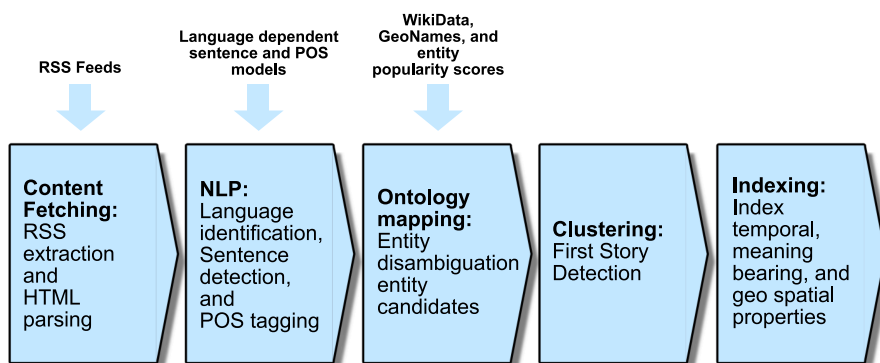 RSS Feeds
Language dependent
sentence and POS
models
WikiData,
GeoNames, and
entity
popularity scores
Content
Fetching:
RSS
extraction
and
HTML
parsing
NLP:
Language
identification,
Sentence
detection,
and
POS tagging
Ontology
mapping:
Entity
disambiguation
entity
candidates
Clustering:
First Story
Detection
Indexing:
Index
temporal,
meaning
bearing, and
geo spatial
properties